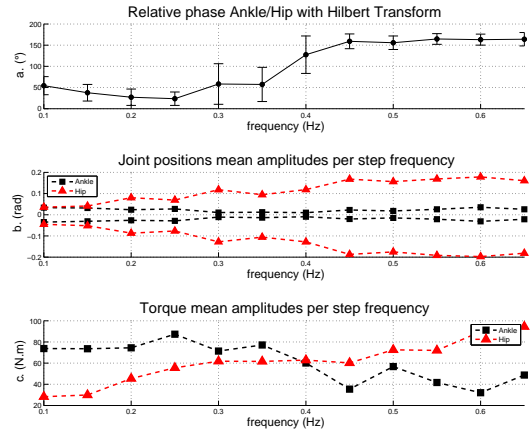 Relative phase Ankle/Hip with Hilbert Transform
200
150
100
50
0
a. (°)
0.1 0.2 0.3 0.4 0.5 0.6
frequency (Hz)
Joint positions mean amplitudes per step frequency
0.2
0.1
0
−0.1
−0.2
b. (rad)
Ankle
Hip
0.1 0.2 0.3 0.4 0.5 0.6
frequency (Hz)
Torque mean amplitudes per step frequency
100
80
60
40
20
c. (N.m)
Ankle
Hip
0.1 0.2 0.3 0.4 0.5 0.6
frequency (Hz)